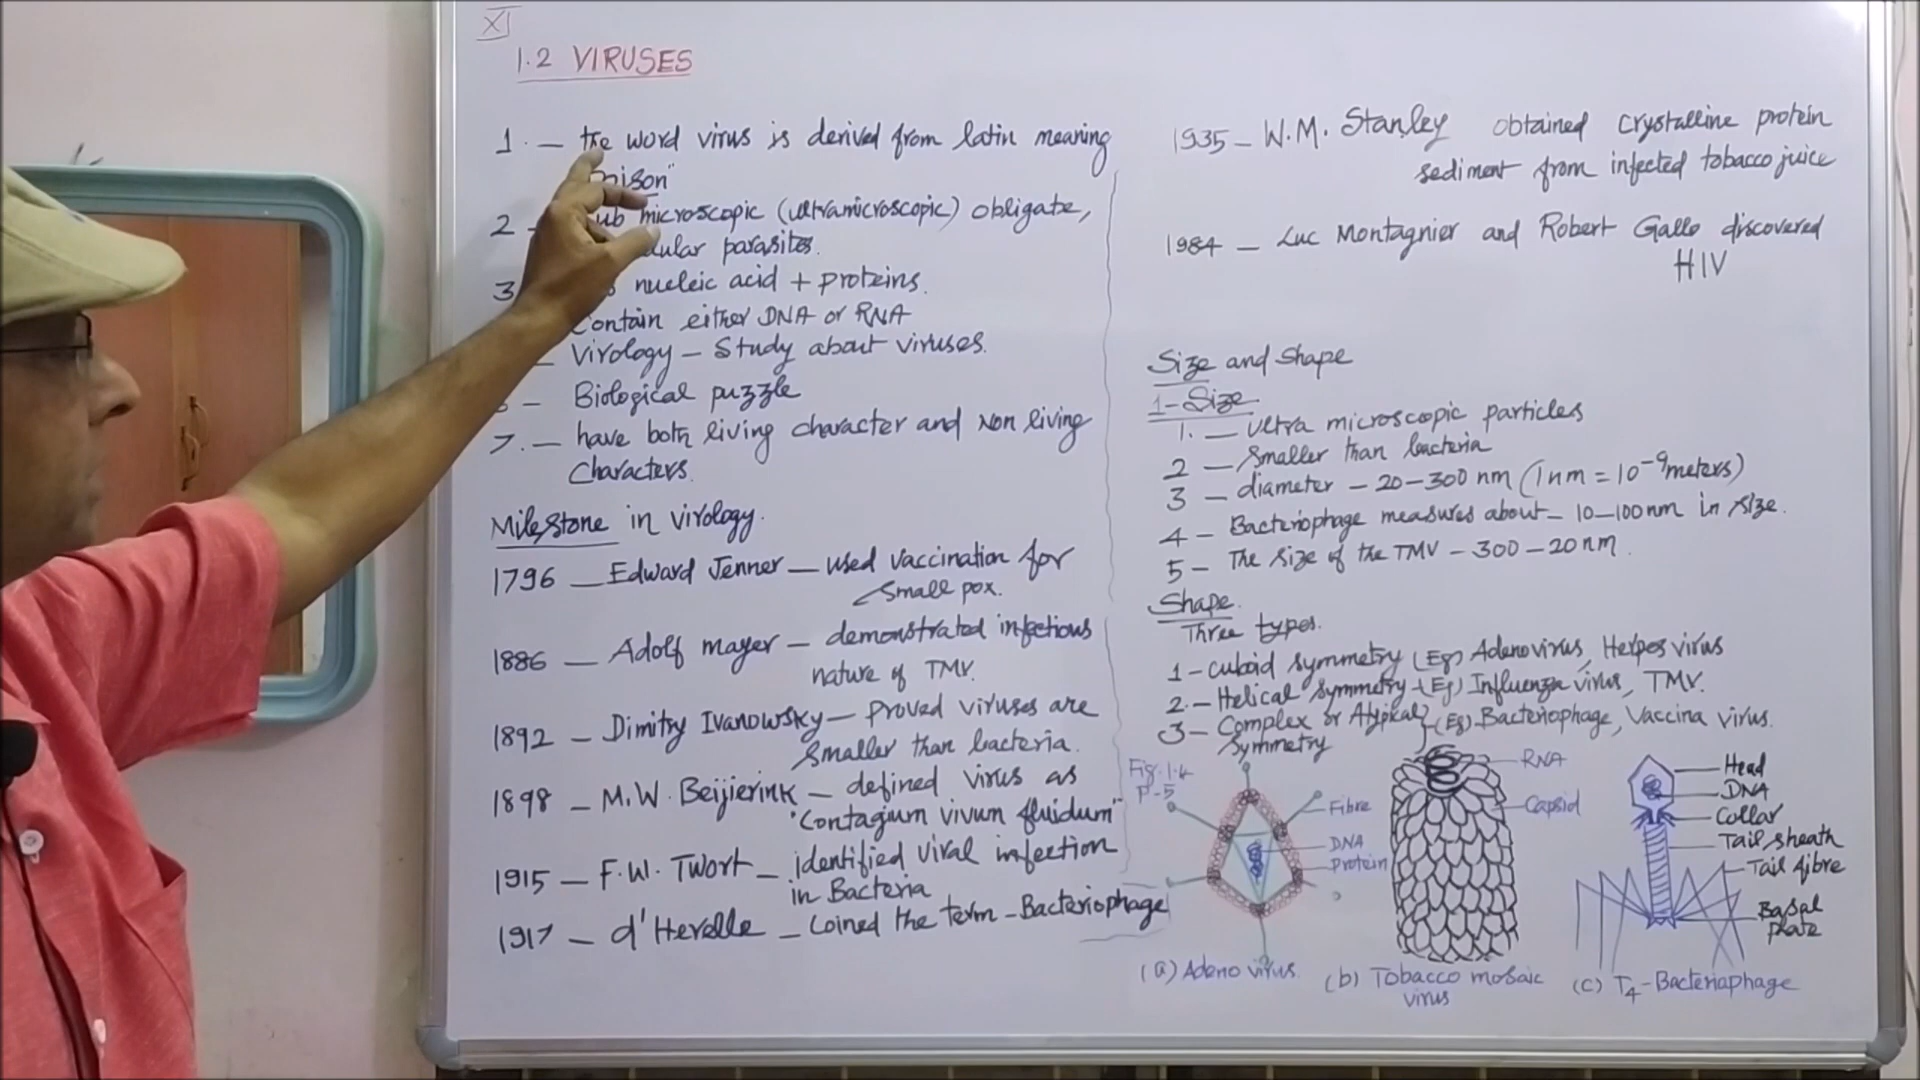 XI
1.2 VIRUSES
1. — the word virus is derived from latin meaning
"Poison"
2 — Sub microscopic (ultramicroscopic) obligate,
parasites.
3 nucleic acid + proteins.
Contain either DNA or RNA
— Virology — Study about viruses.
— Biological puzzle
7. — have both living character and Non living
Characters.
Milestone in virology.
1796 — Edward Jenner — used vaccination for
Small pox.
1886 — Adolf mayer — demonstrated infectious
nature of TMV.
1892 — Dimitry Ivanowsky — Proved viruses are
smaller than bacteria.
1898 — M.W. Beijierink — defined virus as
"Contagium vivum fluidum"
1915 — F.W. Twort — identified viral infection
in Bacteria
1917 — d'Herelle — Coined the term - Bacteriophage
1935 — W.M. Stanley obtained crystalline protein
sediment from infected tobacco juice
1984 — Luc Montagnier and Robert Gallo discovered
HIV
Size and shape
1-Size
1. — Ultra microscopic particles
2 — Smaller than bacteria
3 — diameter — 20-300 nm (1nm = 10⁻⁹ meters)
4 — Bacteriophage measures about — 10-100nm in size.
5 — The size of the TMV — 300-20nm.
Shape.
Three types.
1 - cuboid symmetry (Eg) Adenovirus, Herpes virus
2. - Helical symmetry - (Eg) Influenza virus, TMV.
3 - Complex or Atypical (Eg) Bacteriophage, Vaccina virus.
Symmetry
Fig. 1.4
P-5
Fibre
DNA
Protein
(a) Adeno virus.
RNA
Capsid
(b) Tobacco mosaic
virus
Head
DNA
Collar
Tail sheath
Tail fibre
Basal
plate
(c) T4-Bacteriaphage